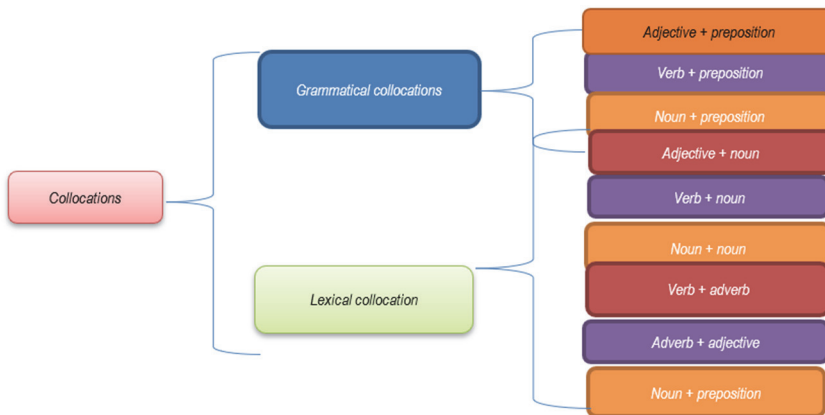 Collocations
Grammatical collocations
Lexical collocation
Adjective + preposition
Verb + preposition
Noun + preposition
Adjective + noun
Verb + noun
Noun + noun
Verb + adverb
Adverb + adjective
Noun + preposition